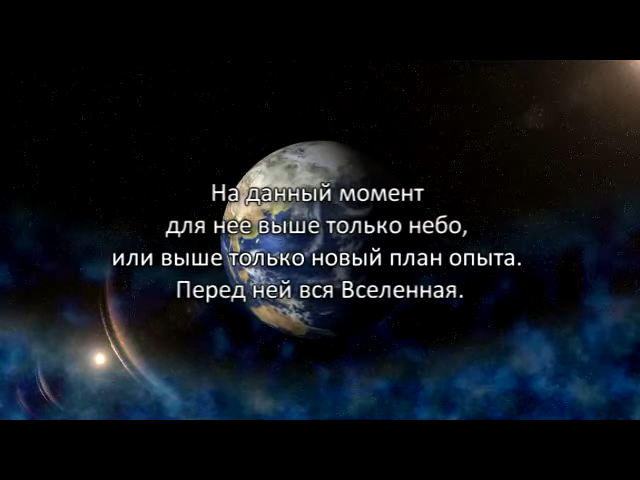 На данный момент
для нее выше только небо,
или выше только новый план опыта.
Перед ней вся Вселенная.